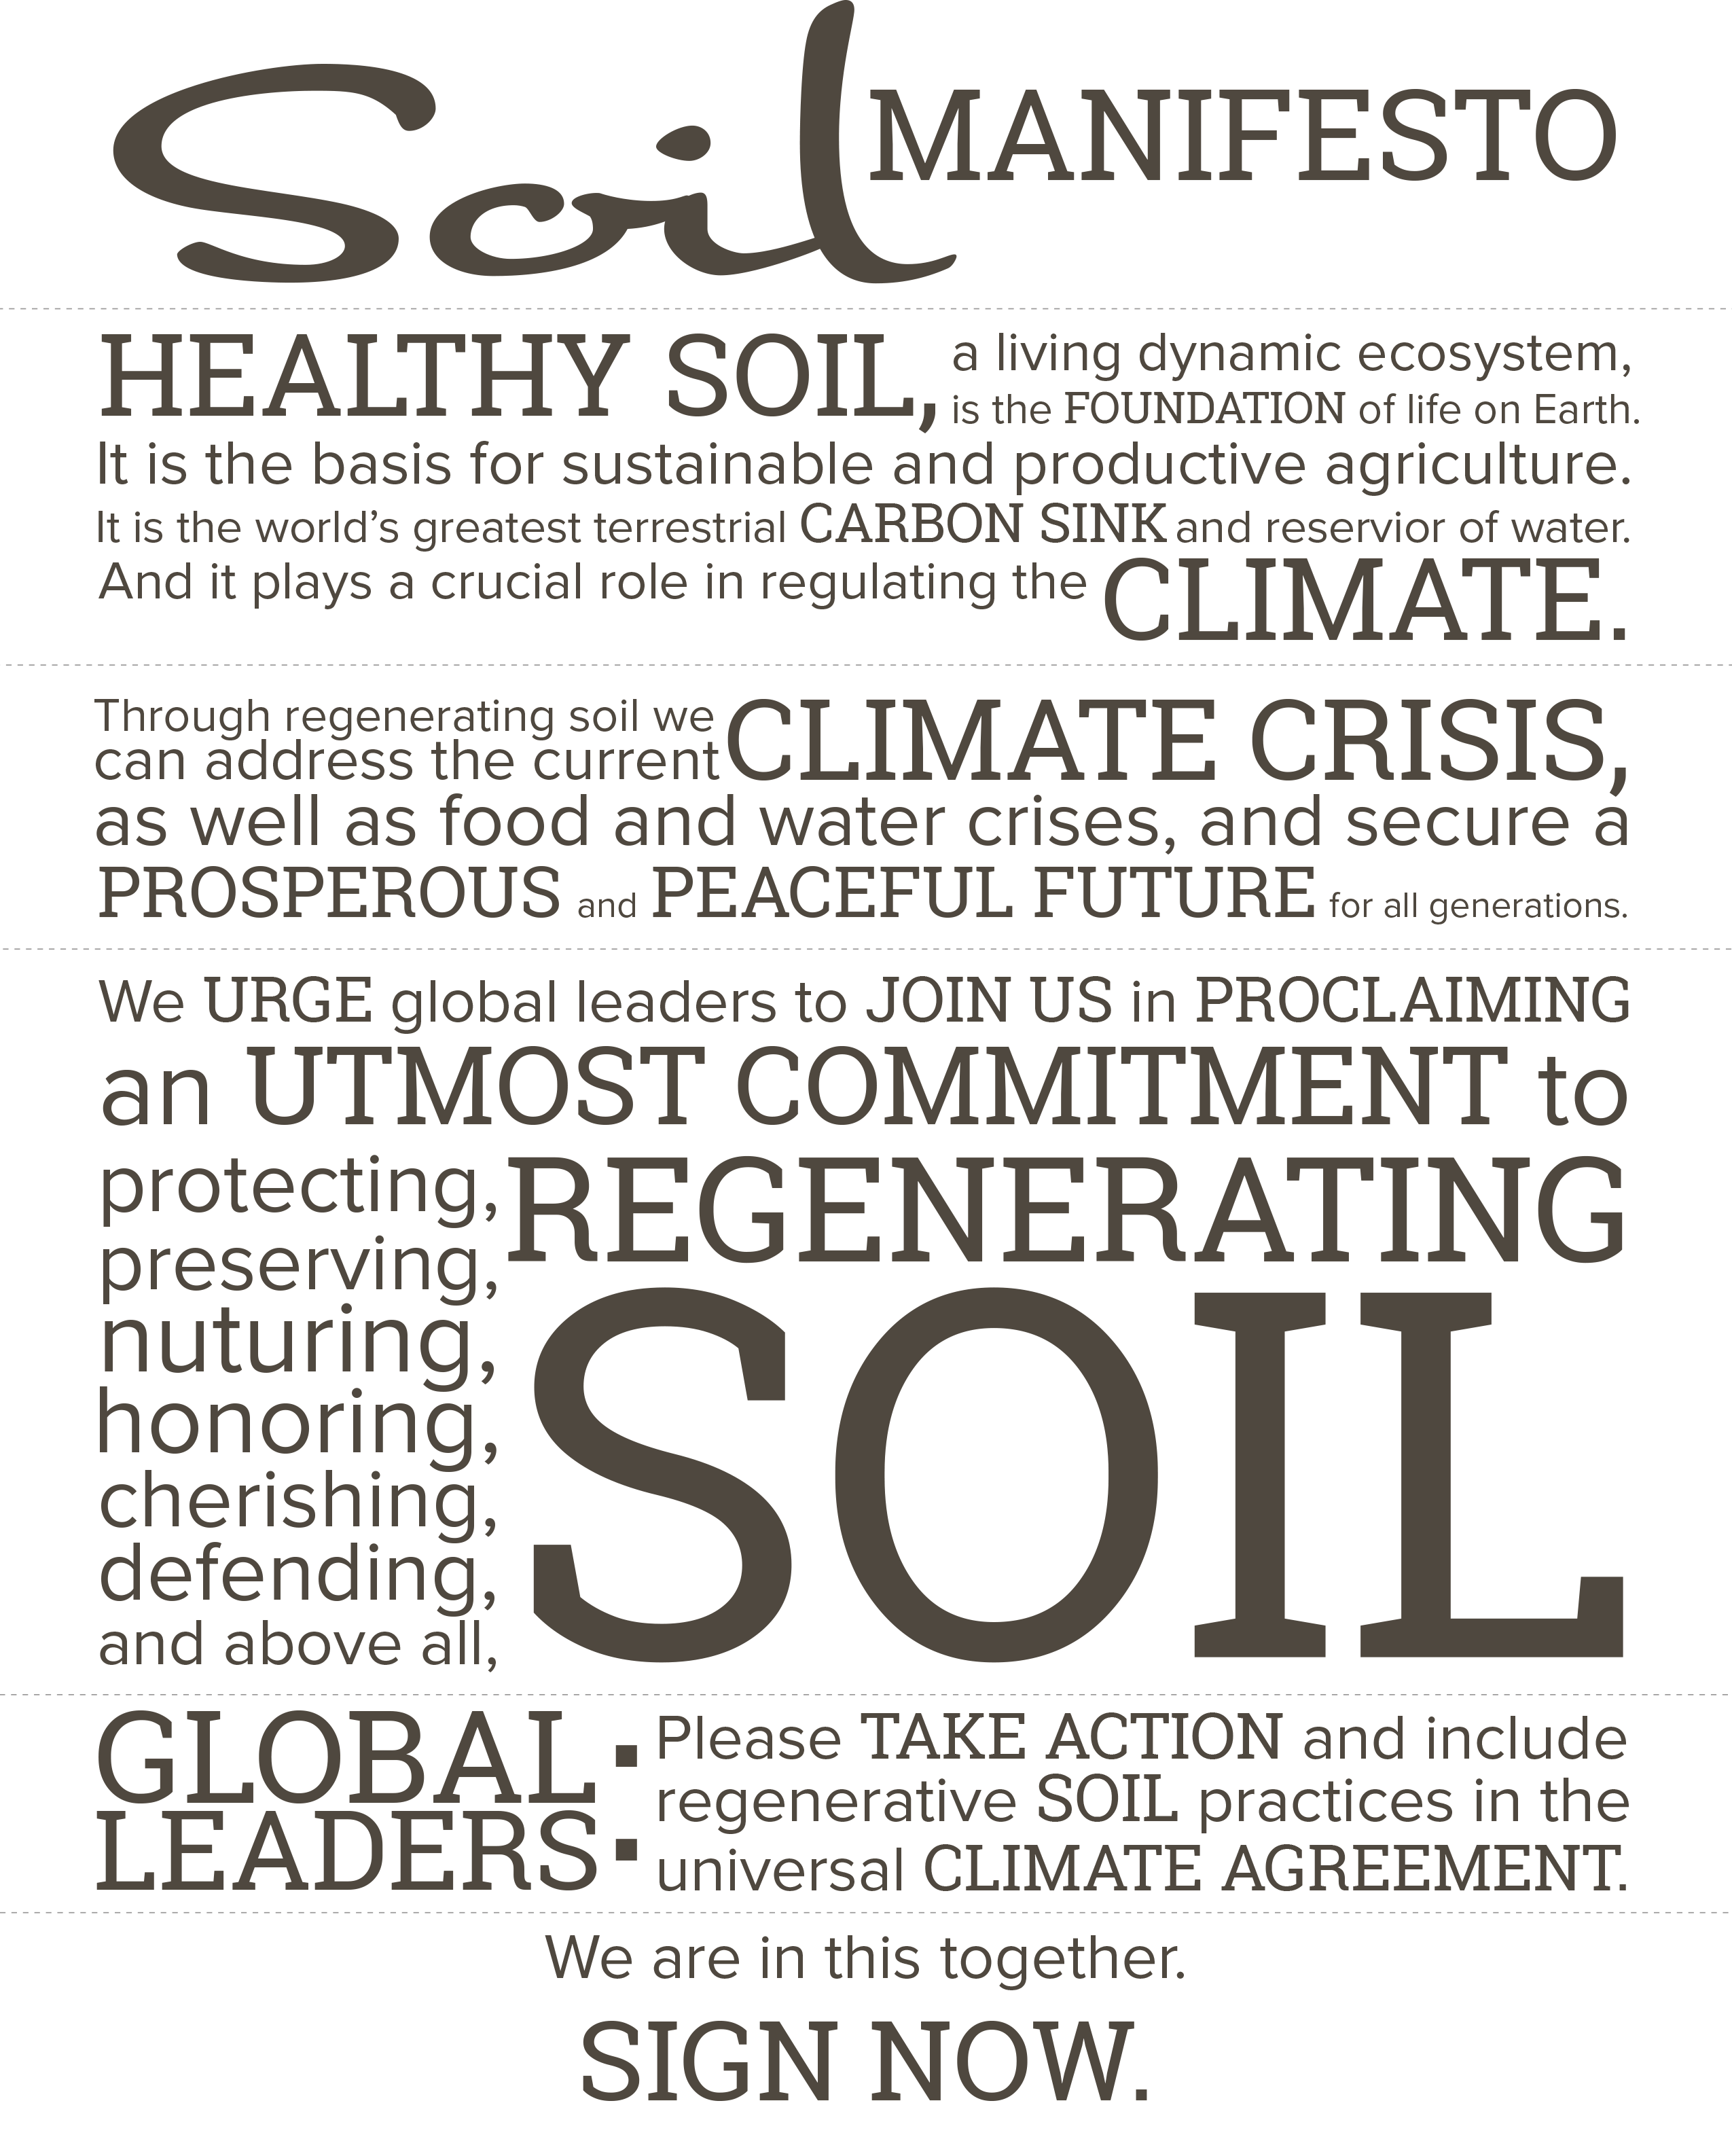 Soil MANIFESTO
HEALTHY SOIL, a living dynamic ecosystem,
is the FOUNDATION of life on Earth.
It is the basis for sustainable and productive agriculture.
It is the world's greatest terrestrial CARBON SINK and reservior of water.
And it plays a crucial role in regulating the CLIMATE.
Through regenerating soil we
can address the current CLIMATE CRISIS,
as well as food and water crises, and secure a
PROSPEROUS and PEACEFUL FUTURE for all generations.
We URGE global leaders to JOIN US in PROCLAIMING
an UTMOST COMMITMENT to
protecting,
preserving,
nuturing,
honoring,
cherishing,
defending,
and above all,
REGENERATING
SOIL
GLOBAL
LEADERS:
Please TAKE ACTION and include
regenerative SOIL practices in the
universal CLIMATE AGREEMENT.
We are in this together.
SIGN NOW.